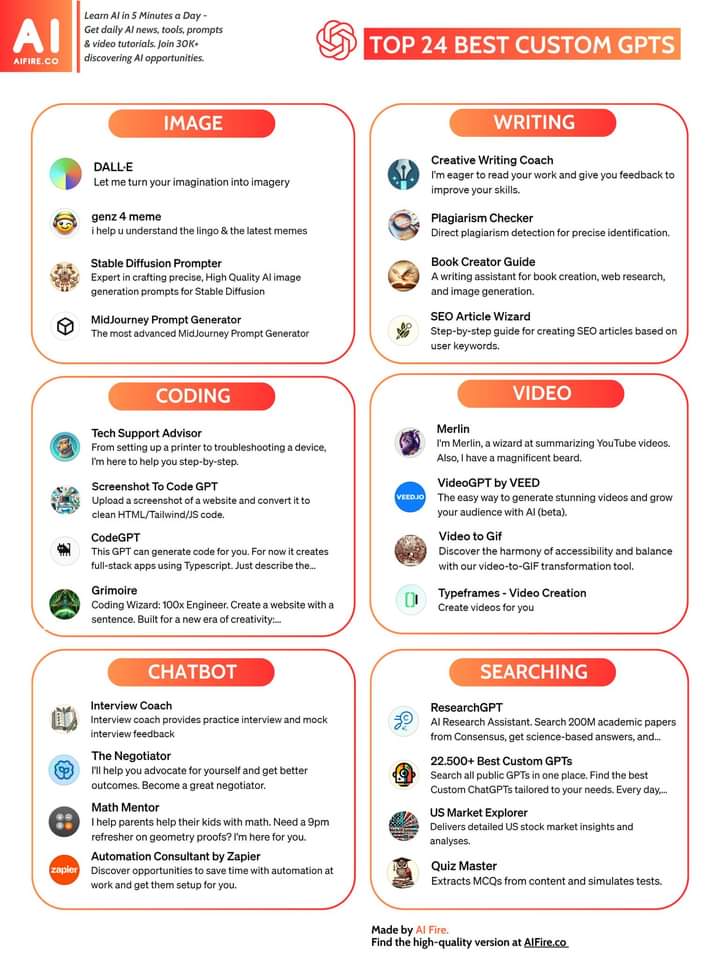 AI
AIFIRE.CO
Learn AI in 5 Minutes a Day -
Get daily AI news, tools, prompts
& video tutorials. Join 30K+
discovering AI opportunities.
TOP 24 BEST CUSTOM GPTS
IMAGE
DALL·E
Let me turn your imagination into imagery
genz 4 meme
i help u understand the lingo & the latest memes
Stable Diffusion Prompter
Expert in crafting precise, High Quality AI image
generation prompts for Stable Diffusion
MidJourney Prompt Generator
The most advanced MidJourney Prompt Generator
WRITING
Creative Writing Coach
I'm eager to read your work and give you feedback to
improve your skills.
Plagiarism Checker
Direct plagiarism detection for precise identification.
Book Creator Guide
A writing assistant for book creation, web research,
and image generation.
SEO Article Wizard
Step-by-step guide for creating SEO articles based on
user keywords.
CODING
Tech Support Advisor
From setting up a printer to troubleshooting a device,
I'm here to help you step-by-step.
Screenshot To Code GPT
Upload a screenshot of a website and convert it to
clean HTML/Tailwind/JS code.
CodeGPT
This GPT can generate code for you. For now it creates
full-stack apps using Typescript. Just describe the...
Grimoire
Coding Wizard: 100x Engineer. Create a website with a
sentence. Built for a new era of creativity:...
VIDEO
Merlin
I'm Merlin, a wizard at summarizing YouTube videos.
Also, I have a magnificent beard.
VEED.IO
VideoGPT by VEED
The easy way to generate stunning videos and grow
your audience with AI (beta).
Video to Gif
Discover the harmony of accessibility and balance
with our video-to-GIF transformation tool.
Typeframes - Video Creation
Create videos for you
CHATBOT
Interview Coach
Interview coach provides practice interview and mock
interview feedback
The Negotiator
I'll help you advocate for yourself and get better
outcomes. Become a great negotiator.
Math Mentor
I help parents help their kids with math. Need a 9pm
refresher on geometry proofs? I'm here for you.
zapier
Automation Consultant by Zapier
Discover opportunities to save time with automation at
work and get them setup for you.
SEARCHING
ResearchGPT
AI Research Assistant. Search 200M academic papers
from Consensus, get science-based answers, and...
22.500+ Best Custom GPTs
Search all public GPTs in one place. Find the best
Custom ChatGPTs tailored to your needs. Every day,...
US Market Explorer
Delivers detailed US stock market insights and
analyses.
Quiz Master
Extracts MCQs from content and simulates tests.
Made by AI Fire.
Find the high-quality version at AIFire.co